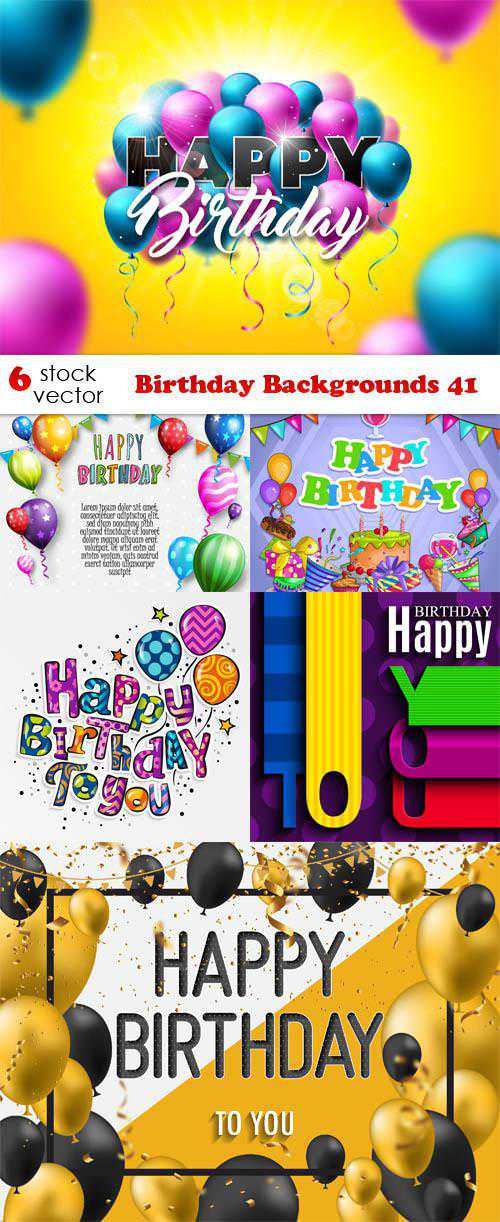 HAPPY
Birthday
6 stock vector
Birthday Backgrounds 41
HAPPY
BIRTHDAY
Lorem ipsum dolor sit amet,
consectetuer adipiscing elit,
sed diam nonummy nibh
euismod tincidunt ut laoreet
dolore magna aliquam erat
volutpat. Ut wisi enim ad
minim veniam, quis
nostrud exerci tation ullamcorper
suscipit
HAPPY
BIRTHDAY
Happy
BirthDAY
To you
BIRTHDAY
Happy
TO
YOU
HAPPY
BIRTHDAY
TO YOU